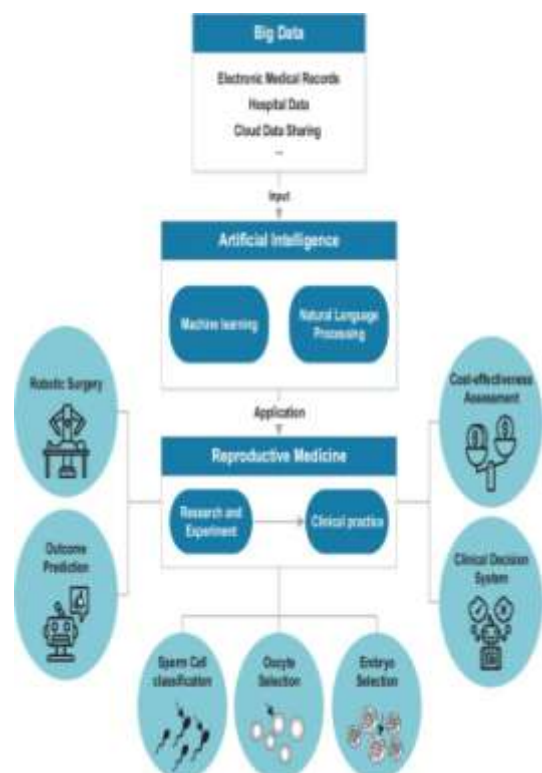 Big Data
Electronic Medical Records
Hospital Data
Cloud Data Sharing
...
Input
Artificial Intelligence
Machine learning
Natural Language
Processing
Application
Reproductive Medicine
Research and
Experiment
Clinical practice
Robotic Surgery
Outcome
Prediction
Cost-effectiveness
Assessment
Clinical Decision
System
Sperm Cell
classification
Oocyte
Selection
Embryo
Selection